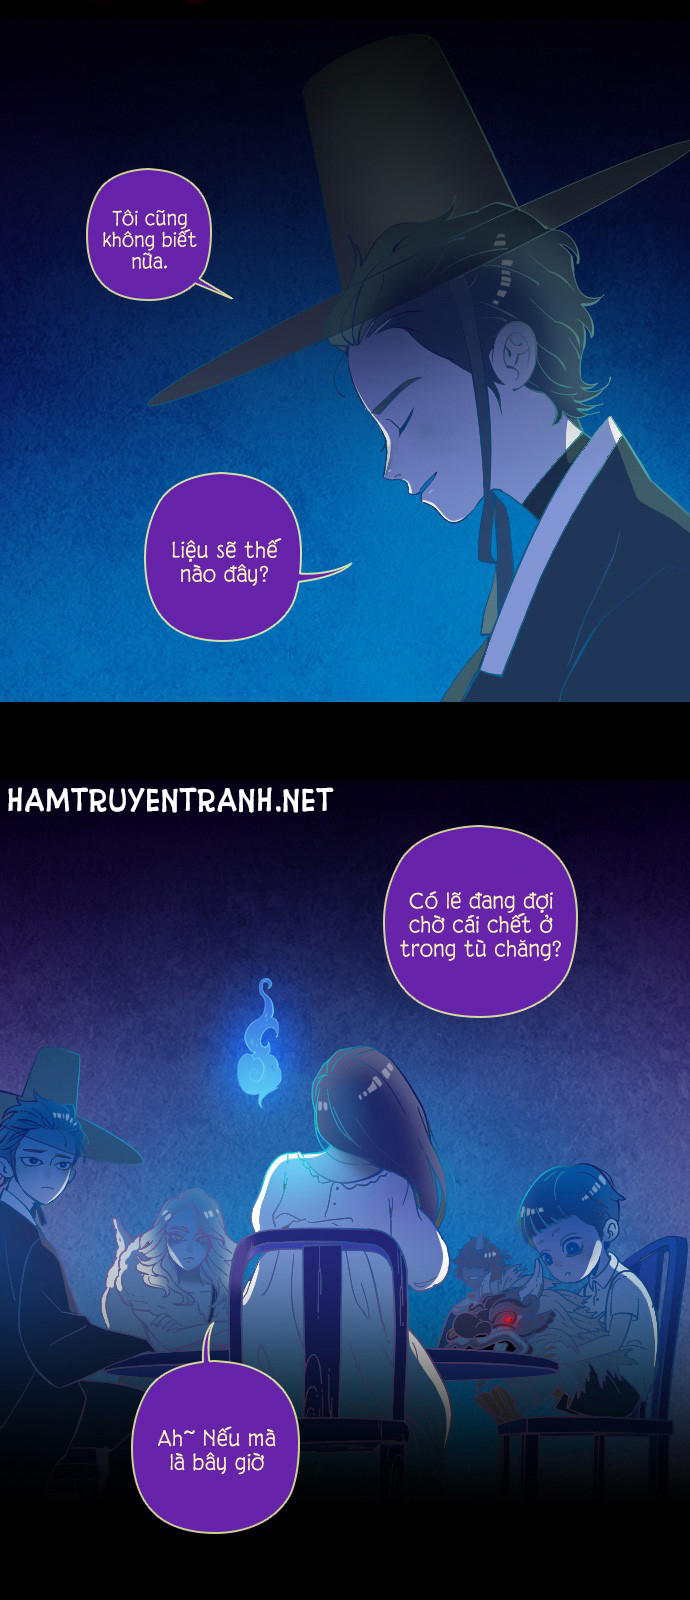 Tôi cũng
không biết
nữa.
Liệu sẽ thế
nào đây?
HAMTRUYENTRANH.NET
Có lẽ đang đợi
chờ cái chết ở
trong tù chăng?
Ah~ Nếu mà
là bây giờ